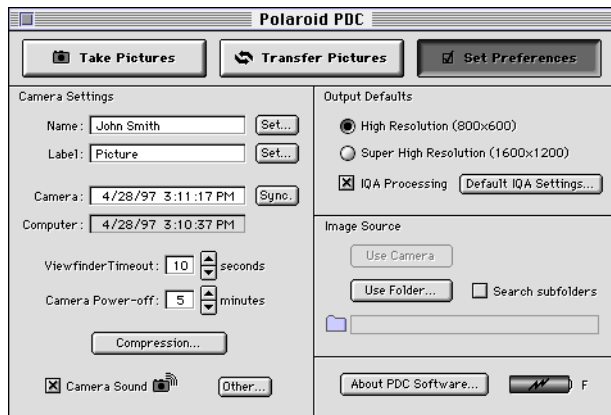 Polaroid PDC
Take Pictures
Transfer Pictures
Set Preferences
Camera Settings
Name: John Smith Set...
Label: Picture Set...
Camera: 4/28/97 3:11:17 PM Sync.
Computer: 4/28/97 3:10:37 PM
ViewfinderTimeout: 10 seconds
Camera Power-off: 5 minutes
Compression...
Camera Sound Other...
Output Defaults
High Resolution (800x600)
Super High Resolution (1600x1200)
IQA Processing Default IQA Settings...
Image Source
Use Camera
Use Folder... Search subfolders
About PDC Software... F